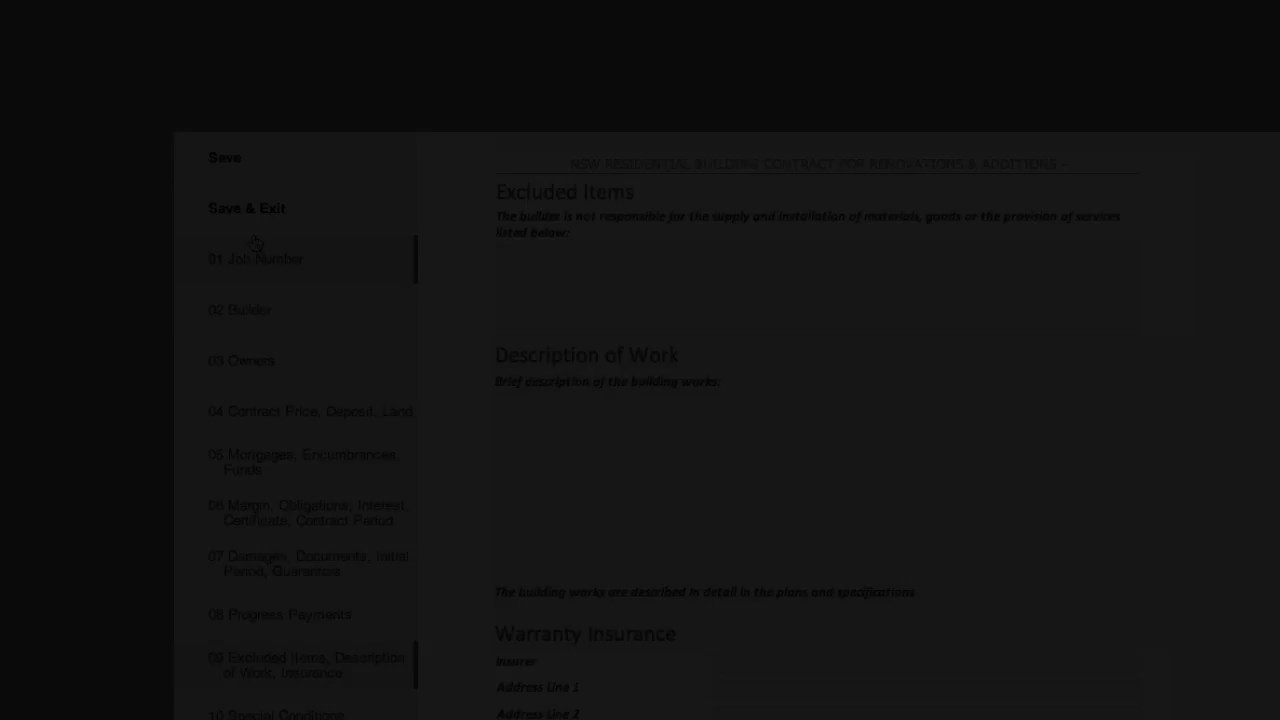 Save
Save & Exit
01 Job Number
02 Builder
03 Owners
04 Contract Price, Deposit, Land
05 Mortgages, Encumbrances,
Funds
06 Margin, Obligations, Interest,
Certificate, Contract Period
07 Damages, Documents, Initial
Period, Guarantors
08 Progress Payments
09 Excluded Items, Description
of Work, Insurance
10 Special Conditions
NSW RESIDENTIAL BUILDING CONTRACT FOR RENOVATIONS & ADDITIONS –
Excluded Items
The builder is not responsible for the supply and installation of materials, goods or the provision of services
listed below:
Description of Work
Brief description of the building works:
The building works are described in detail in the plans and specifications.
Warranty Insurance
Insurer
Address Line 1
Address Line 2